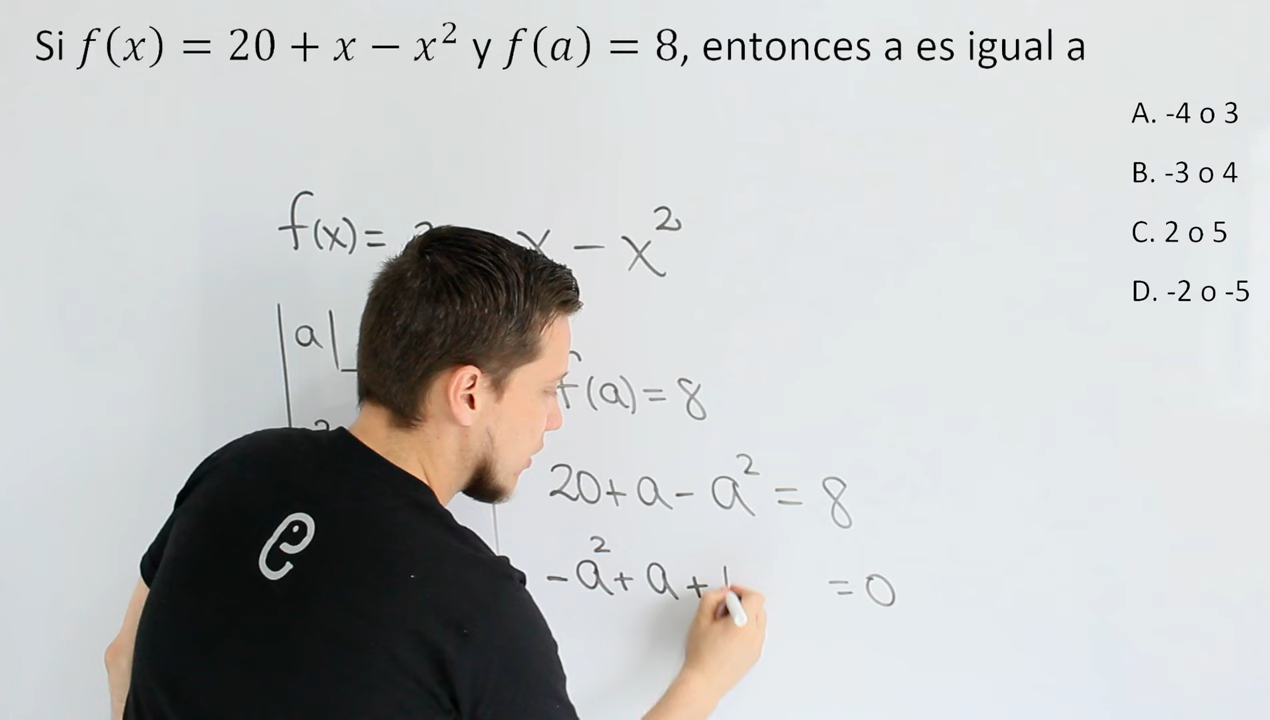 Si f(x) = 20 + x − x² y f(a) = 8, entonces a es igual a
A. -4 o 3
B. -3 o 4
C. 2 o 5
D. -2 o -5
f(x) = x − x²
a
f(a) = 8
20 + a − a² = 8
-a² + a + = 0